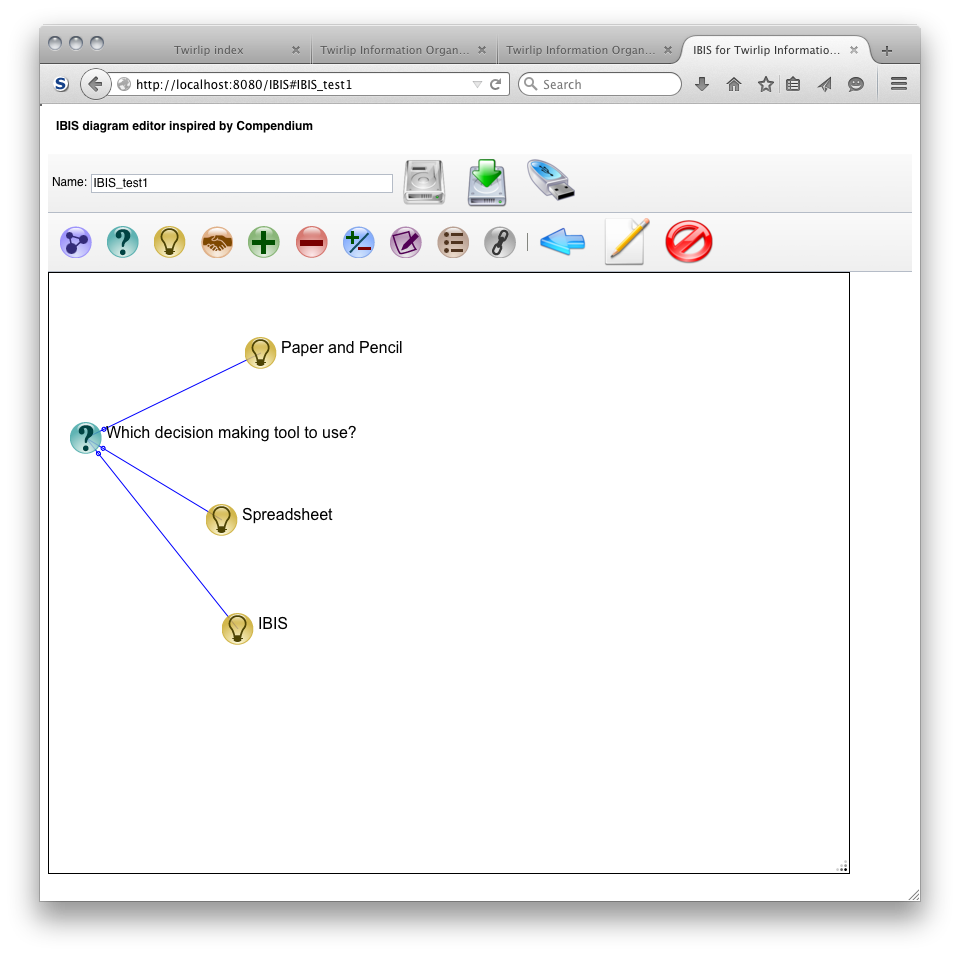 Twirlip index
Twirlip Information Organ...
Twirlip Information Organ...
IBIS for Twirlip Informatio...
S
http://localhost:8080/IBIS#IBIS_test1
Search
IBIS diagram editor inspired by Compendium
Name: IBIS_test1
?
Paper and Pencil
? Which decision making tool to use?
Spreadsheet
IBIS